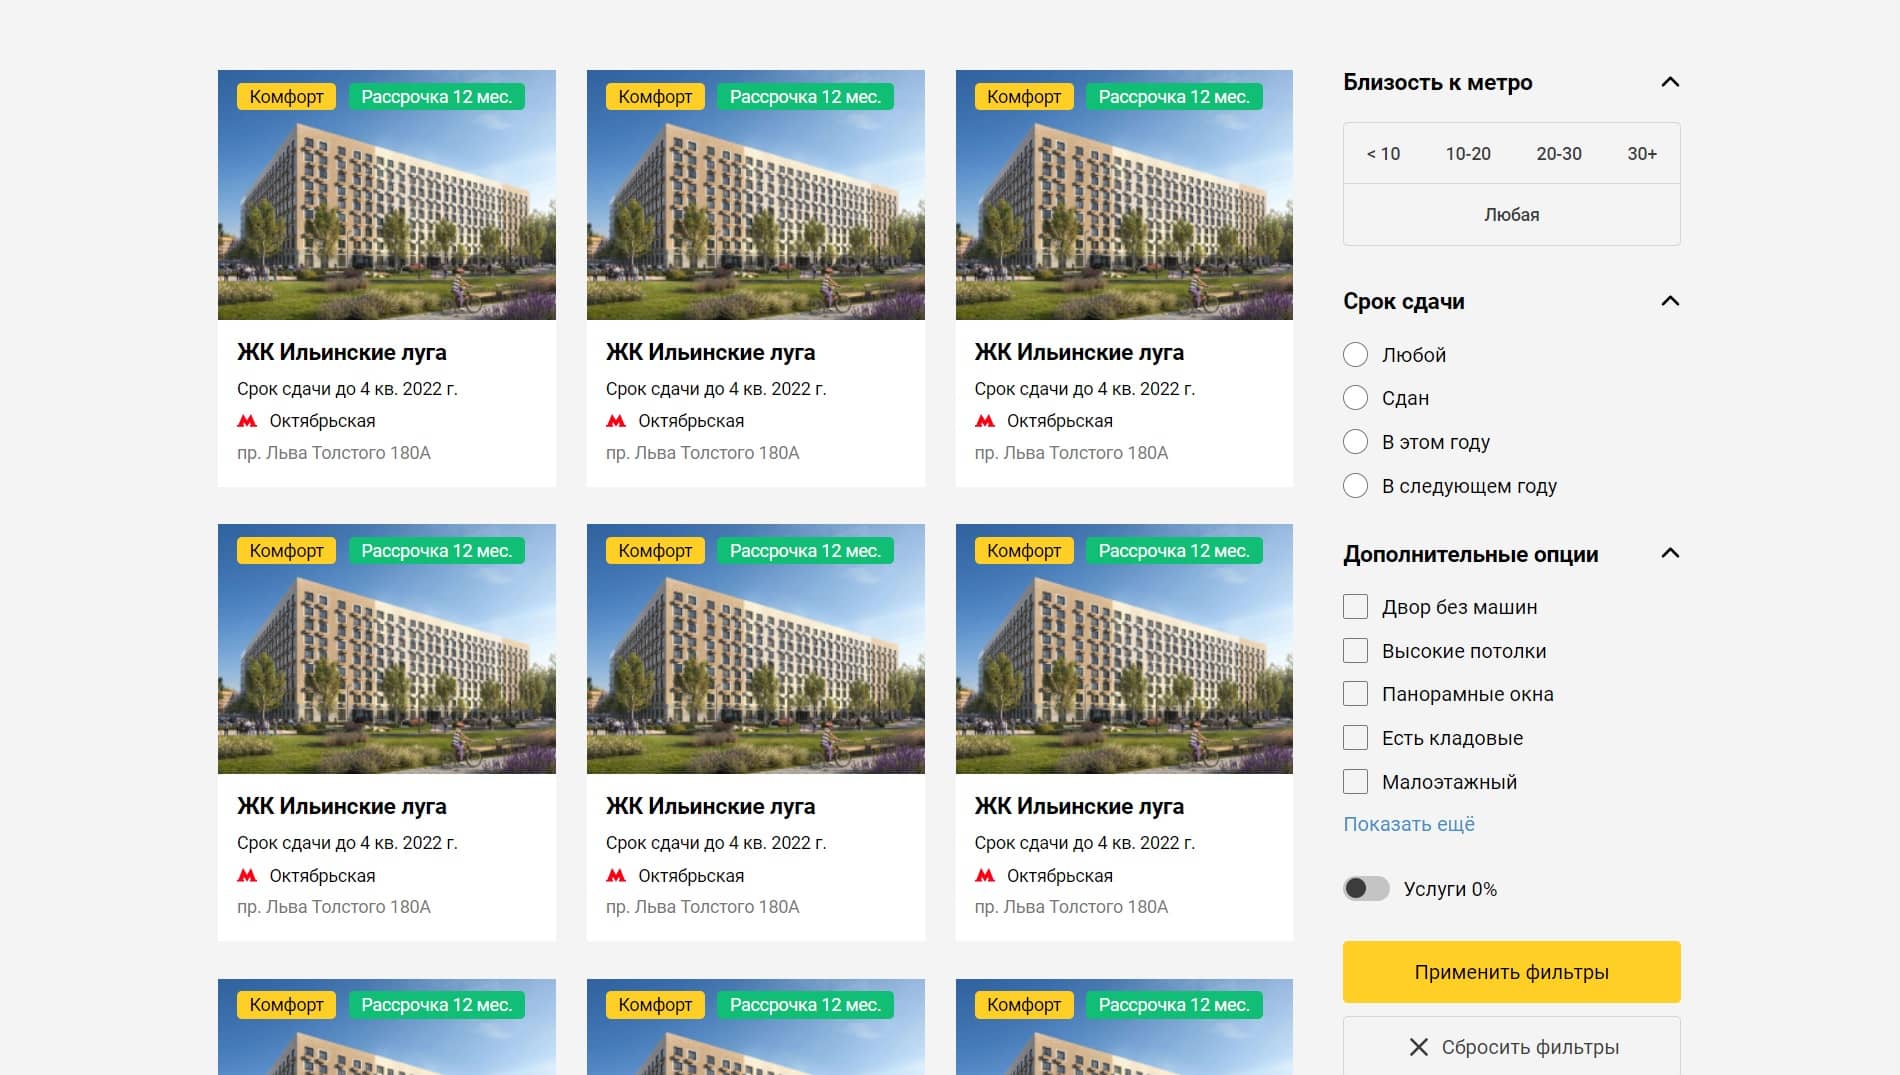 Комфорт Рассрочка 12 мес.
ЖК Ильинские луга
Срок сдачи до 4 кв. 2022 г.
Октябрьская
пр. Льва Толстого 180А
Комфорт Рассрочка 12 мес.
ЖК Ильинские луга
Срок сдачи до 4 кв. 2022 г.
Октябрьская
пр. Льва Толстого 180А
Комфорт Рассрочка 12 мес.
ЖК Ильинские луга
Срок сдачи до 4 кв. 2022 г.
Октябрьская
пр. Льва Толстого 180А
Комфорт Рассрочка 12 мес.
ЖК Ильинские луга
Срок сдачи до 4 кв. 2022 г.
Октябрьская
пр. Льва Толстого 180А
Комфорт Рассрочка 12 мес.
ЖК Ильинские луга
Срок сдачи до 4 кв. 2022 г.
Октябрьская
пр. Льва Толстого 180А
Комфорт Рассрочка 12 мес.
ЖК Ильинские луга
Срок сдачи до 4 кв. 2022 г.
Октябрьская
пр. Льва Толстого 180А
Комфорт Рассрочка 12 мес.
Комфорт Рассрочка 12 мес.
Комфорт Рассрочка 12 мес.
Близость к метро
< 10 10-20 20-30 30+
Любая
Срок сдачи
Любой
Сдан
В этом году
В следующем году
Дополнительные опции
Двор без машин
Высокие потолки
Панорамные окна
Есть кладовые
Малоэтажный
Показать ещё
Услуги 0%
Применить фильтры
Сбросить фильтры